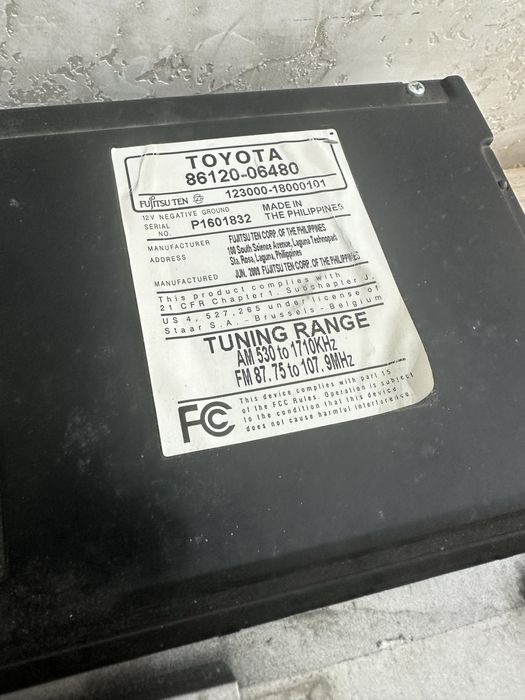 TOYOTA
86120-06480
FUJITSU TEN 123000-18000101
12V NEGATIVE GROUND MADE IN
SERIAL NO. P1601832 THE PHILIPPINES
MANUFACTURER FUJITSU TEN CORP. OF THE PHILIPPINES
ADDRESS 100 South Science Avenue, Laguna Technopark
Sta. Rosa, Laguna, Philippines
MANUFACTURED JUN. 2008 FUJITSU TEN CORP. OF THE PHILIPPINES
This product complies with
21 CFR Chapter 1, Subchapter J.
US 4,527,265 under license of
Staar S.A.–Brussels–Belgium
TUNING RANGE
AM 530 to 1710KHz
FM 87.75 to 107.9MHz
FCC
This device complies with part 15
of the FCC Rules. Operation is subject
to the condition that this device
does not cause harmful interference